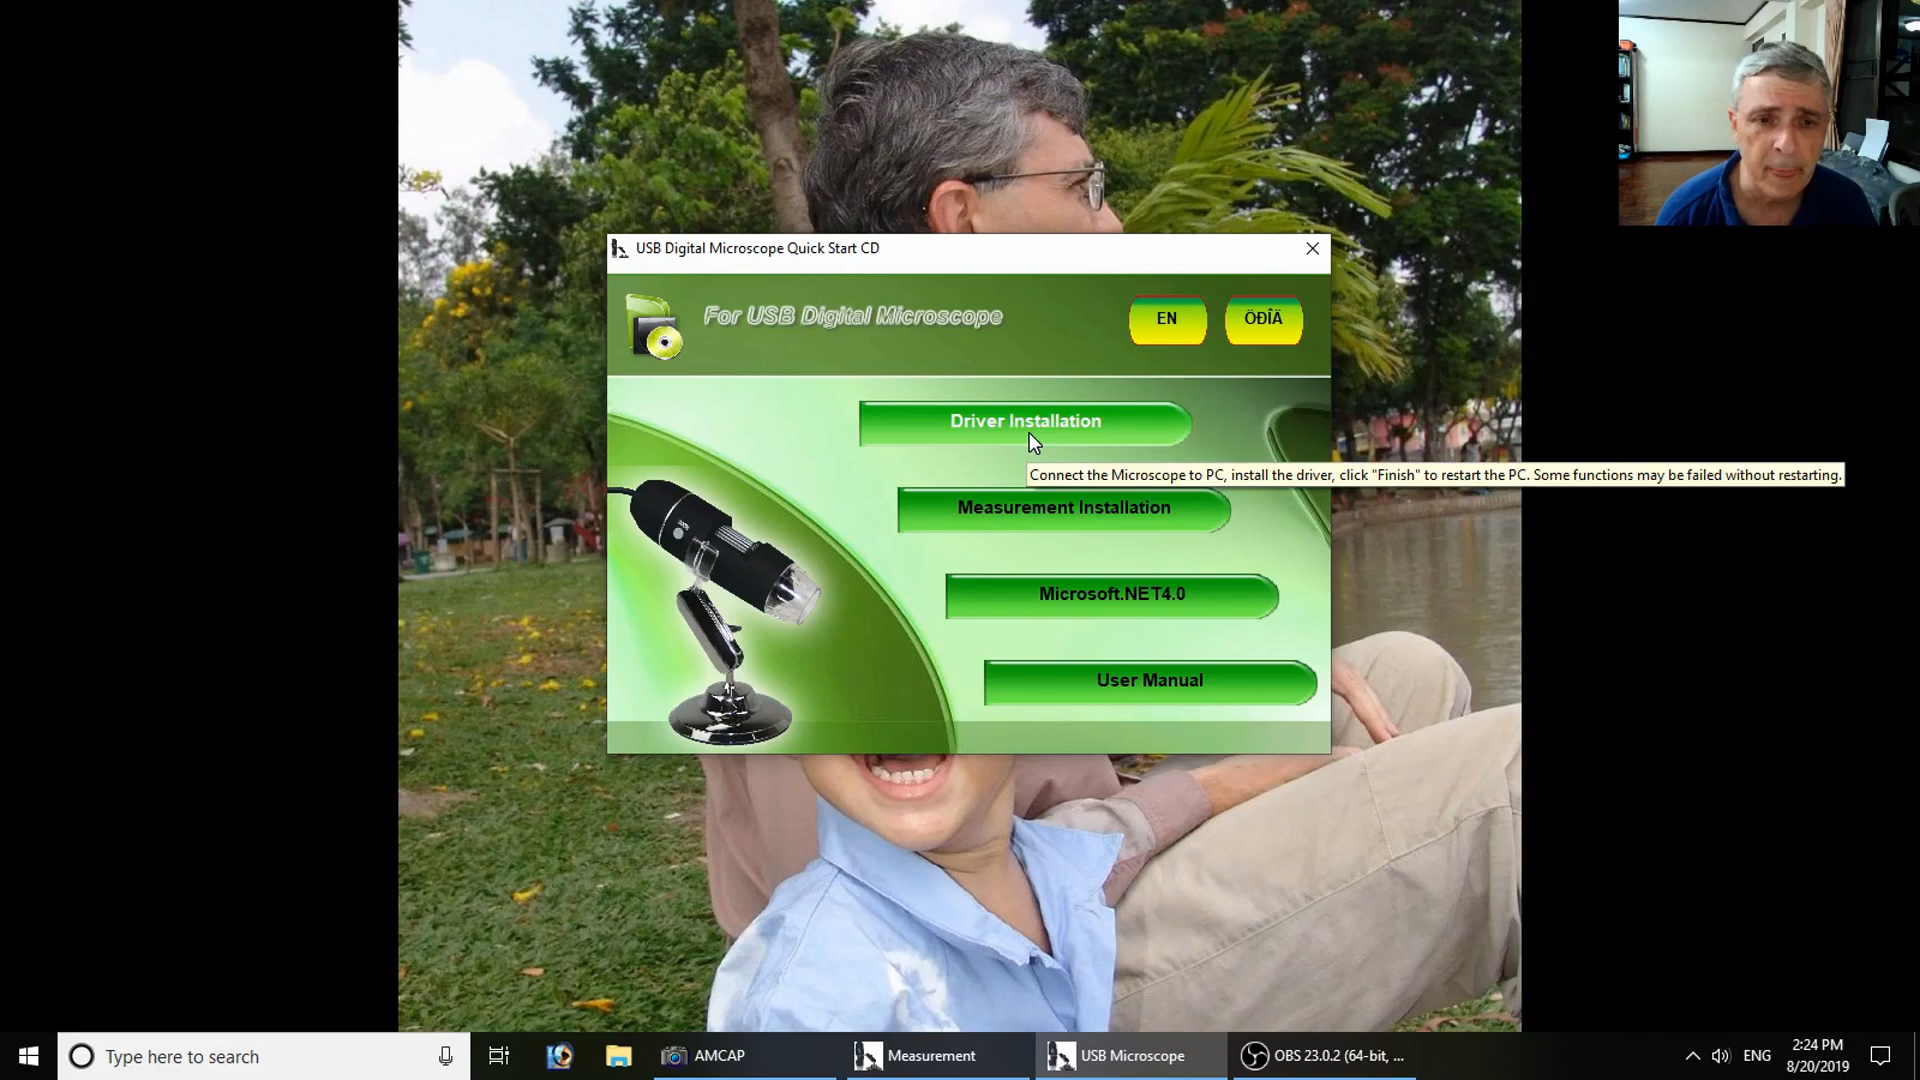 USB Digital Microscope Quick Start CD
For USB Digital Microscope
EN
ÖÐÎÄ
Driver Installation
Connect the Microscope to PC, install the driver, click "Finish" to restart the PC. Some functions may be failed without restarting.
Measurement Installation
Microsoft.NET4.0
User Manual
Type here to search
AMCAP
Measurement
USB Microscope
OBS 23.0.2 (64-bit, ...
ENG
2:24 PM
8/20/2019